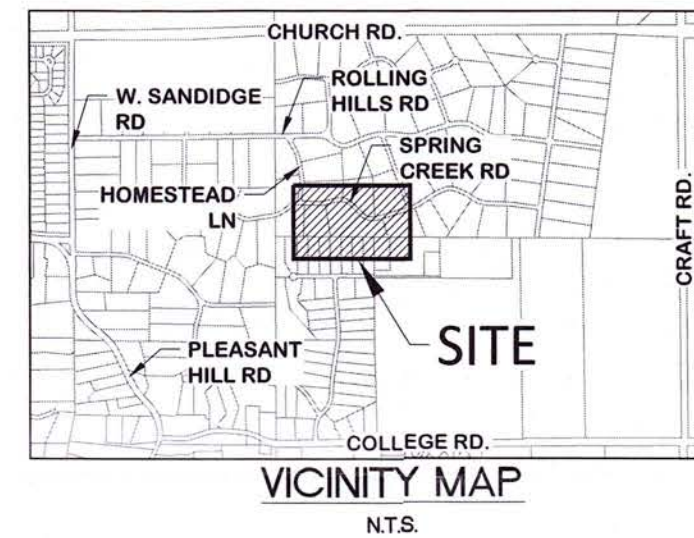 CHURCH RD.
W. SANDIDGE
RD
ROLLING
HILLS RD
SPRING
CREEK RD
HOMESTEAD
LN
CRAFT RD.
SITE
PLEASANT
HILL RD
COLLEGE RD.
VICINITY MAP
N.T.S.